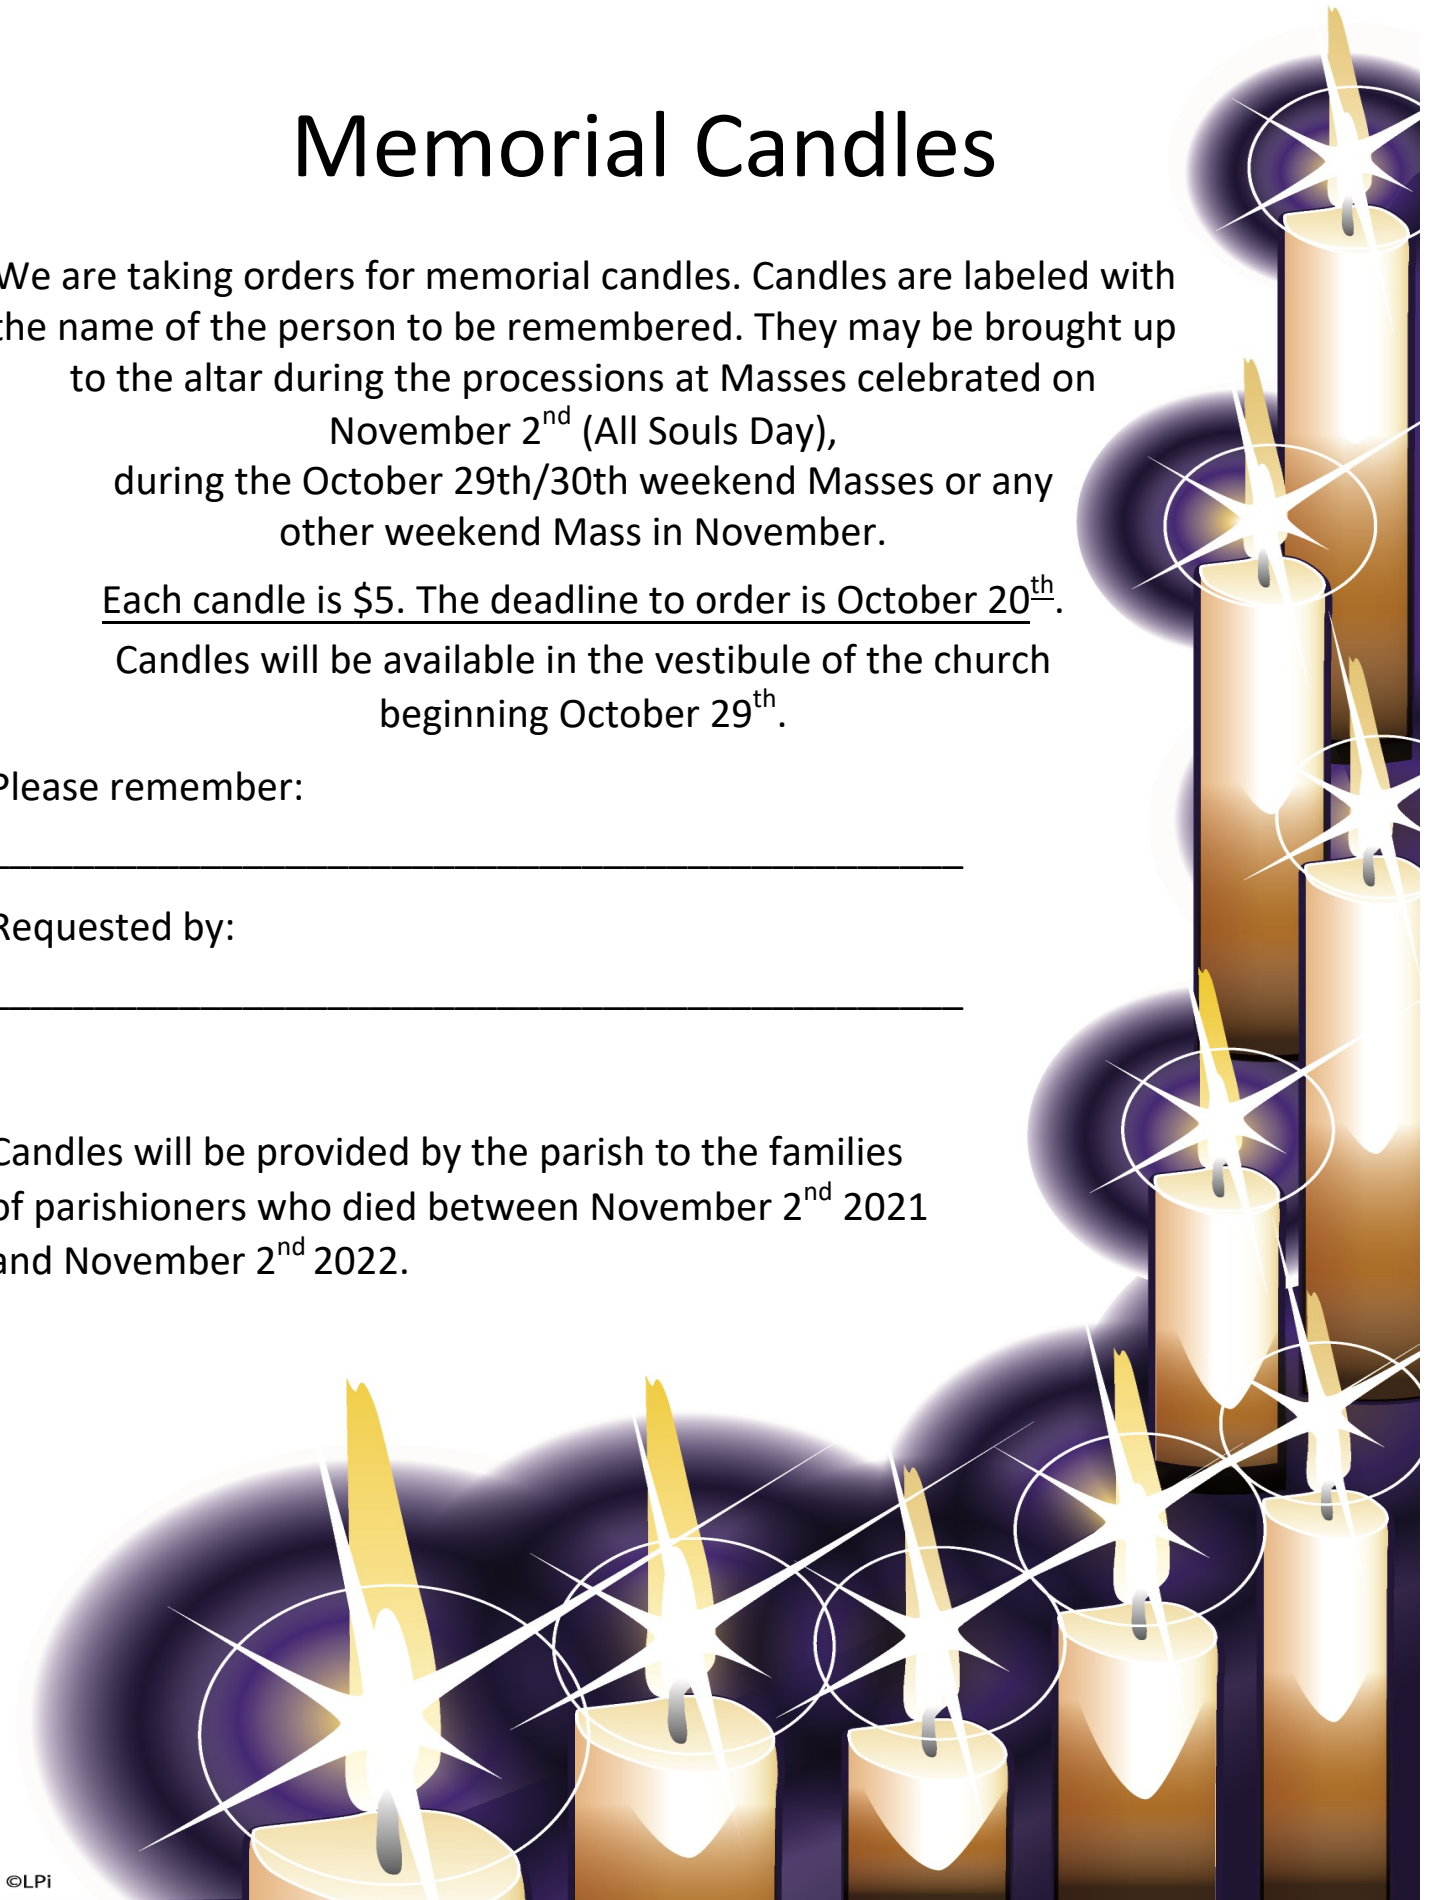 Memorial Candles
We are taking orders for memorial candles. Candles are labeled with
the name of the person to be remembered. They may be brought up
to the altar during the processions at Masses celebrated on
November 2nd (All Souls Day),
during the October 29th/30th weekend Masses or any
other weekend Mass in November.
Each candle is $5. The deadline to order is October 20th.
Candles will be available in the vestibule of the church
beginning October 29th.
Please remember:
Requested by:
Candles will be provided by the parish to the families
of parishioners who died between November 2nd 2021
and November 2nd 2022.
©LPi